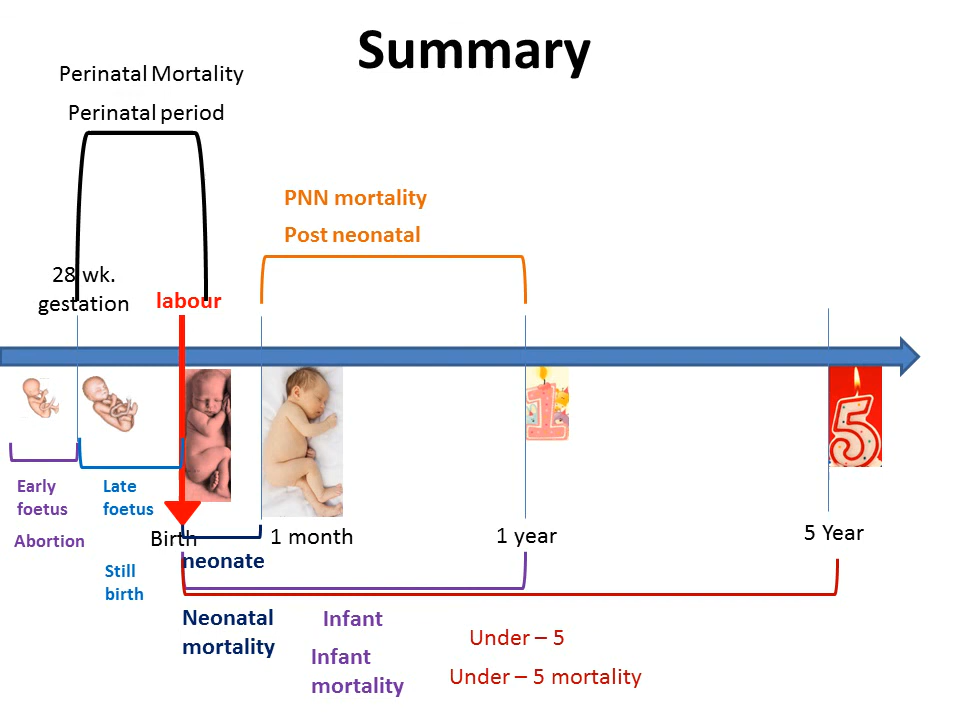 Summary
Perinatal Mortality
Perinatal period
PNN mortality
Post neonatal
28 wk.
gestation
labour
1
5
Early
foetus
Late
foetus
Abortion
Birth
1 month
1 year
5 Year
neonate
Still
birth
Neonatal
mortality
Infant
Infant
mortality
Under – 5
Under – 5 mortality